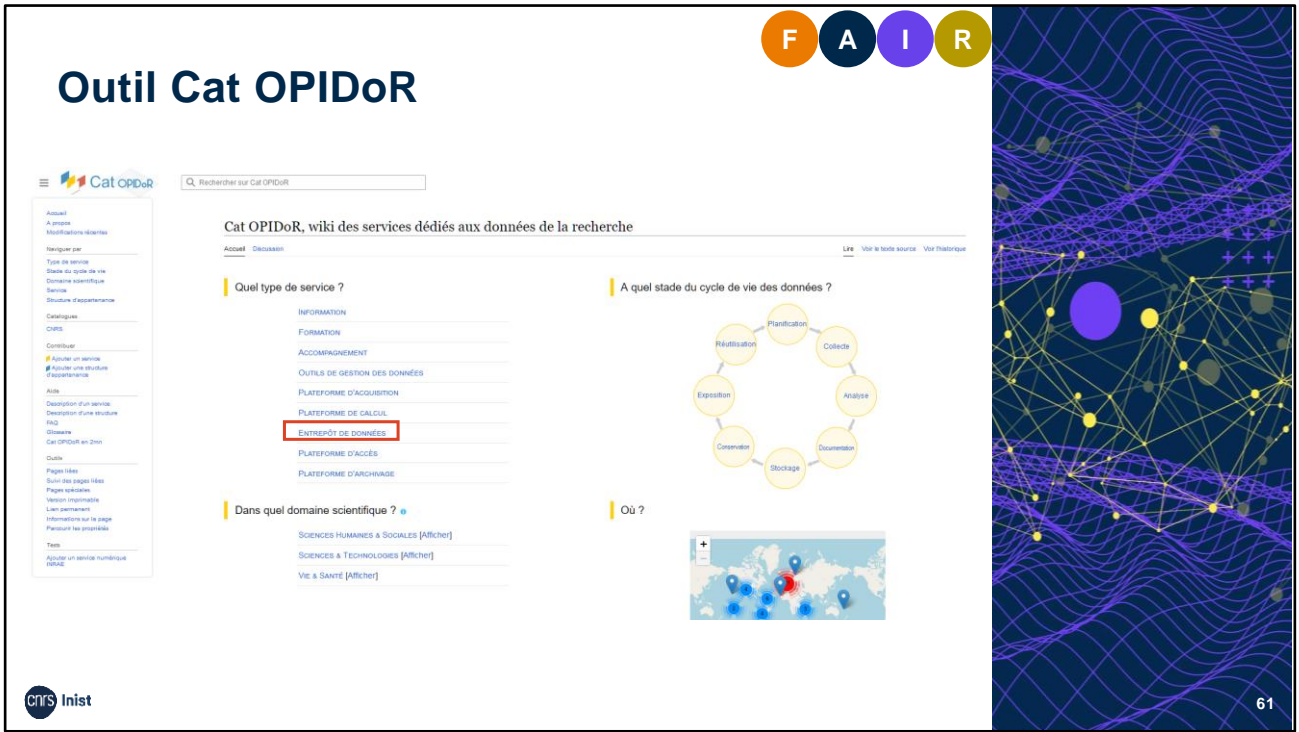 F A I R
Outil Cat OPIDoR
Cat OPIDoR
Rechercher sur Cat OPIDoR
Accueil
A propos
Modifications récentes
Naviguer par
Type de service
Stade du cycle de vie
Domaine scientifique
Service
Structure d'appartenance
Catalogues
CNRS
Contribuer
Ajouter un service
Ajouter une structure
d'appartenance
Aide
Description d'un service
Description d'une structure
FAQ
Glossaire
Cat OPIDoR en 2mn
Outils
Pages liées
Suivi des pages liées
Pages spéciales
Version imprimable
Lien permanent
Informations sur la page
Parcourir les propriétés
Tests
Ajouter un service numérique
INRAE
Cat OPIDoR, wiki des services dédiés aux données de la recherche
Accueil Discussion
Lire Voir le texte source Voir l'historique
Quel type de service ?
INFORMATION
FORMATION
ACCOMPAGNEMENT
OUTILS DE GESTION DES DONNÉES
PLATEFORME D'ACQUISITION
PLATEFORME DE CALCUL
ENTREPÔT DE DONNÉES
PLATEFORME D'ACCÈS
PLATEFORME D'ARCHIVAGE
A quel stade du cycle de vie des données ?
Planification
Collecte
Analyse
Documentation
Stockage
Conservation
Exposition
Réutilisation
Dans quel domaine scientifique ?
SCIENCES HUMAINES & SOCIALES [Afficher]
SCIENCES & TECHNOLOGIES [Afficher]
VIE & SANTÉ [Afficher]
Où ?
+
−
cnrs Inist
61